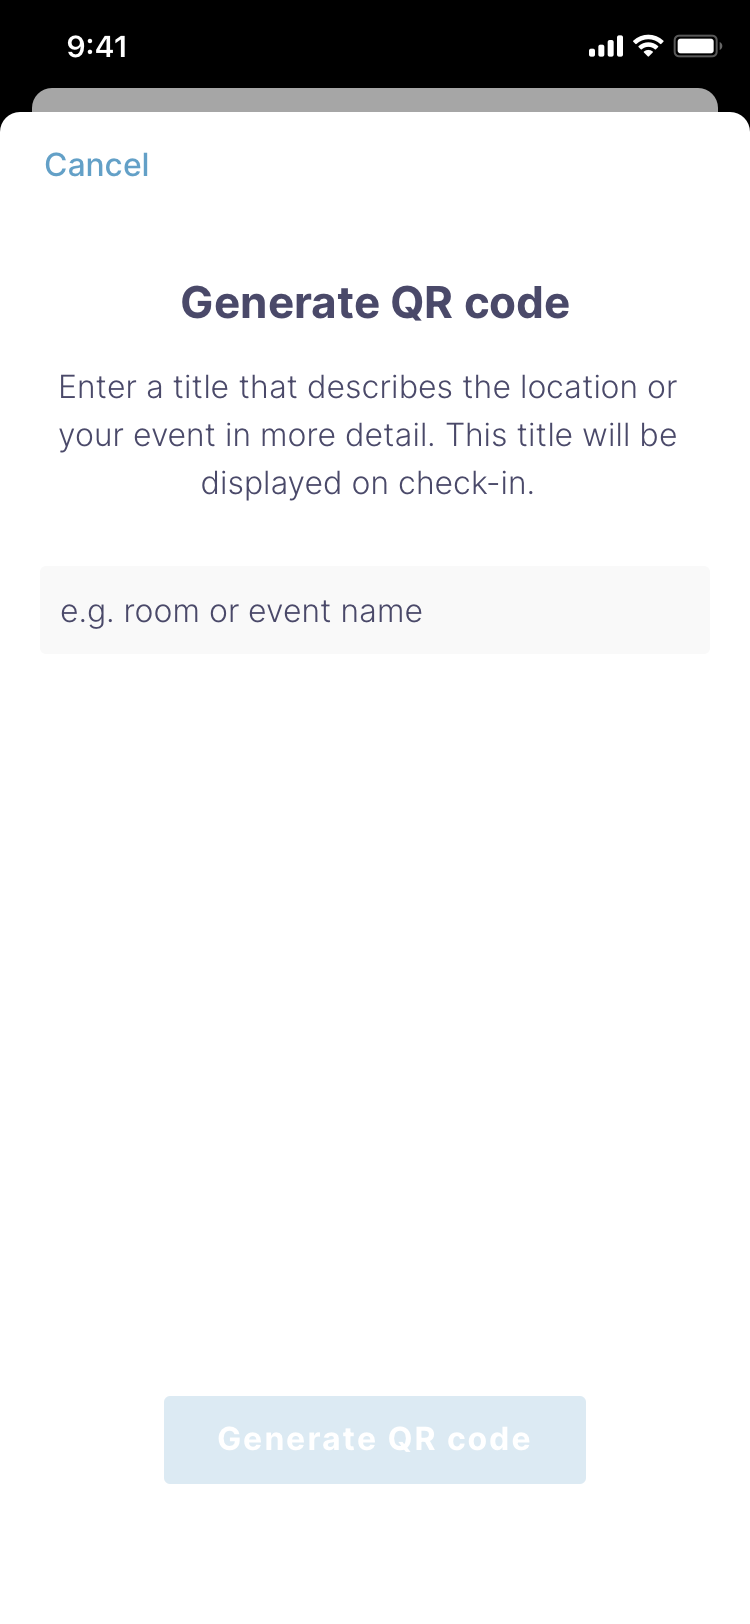 9:41
Cancel
Generate QR code
Enter a title that describes the location or
your event in more detail. This title will be
displayed on check-in.
e.g. room or event name
Generate QR code